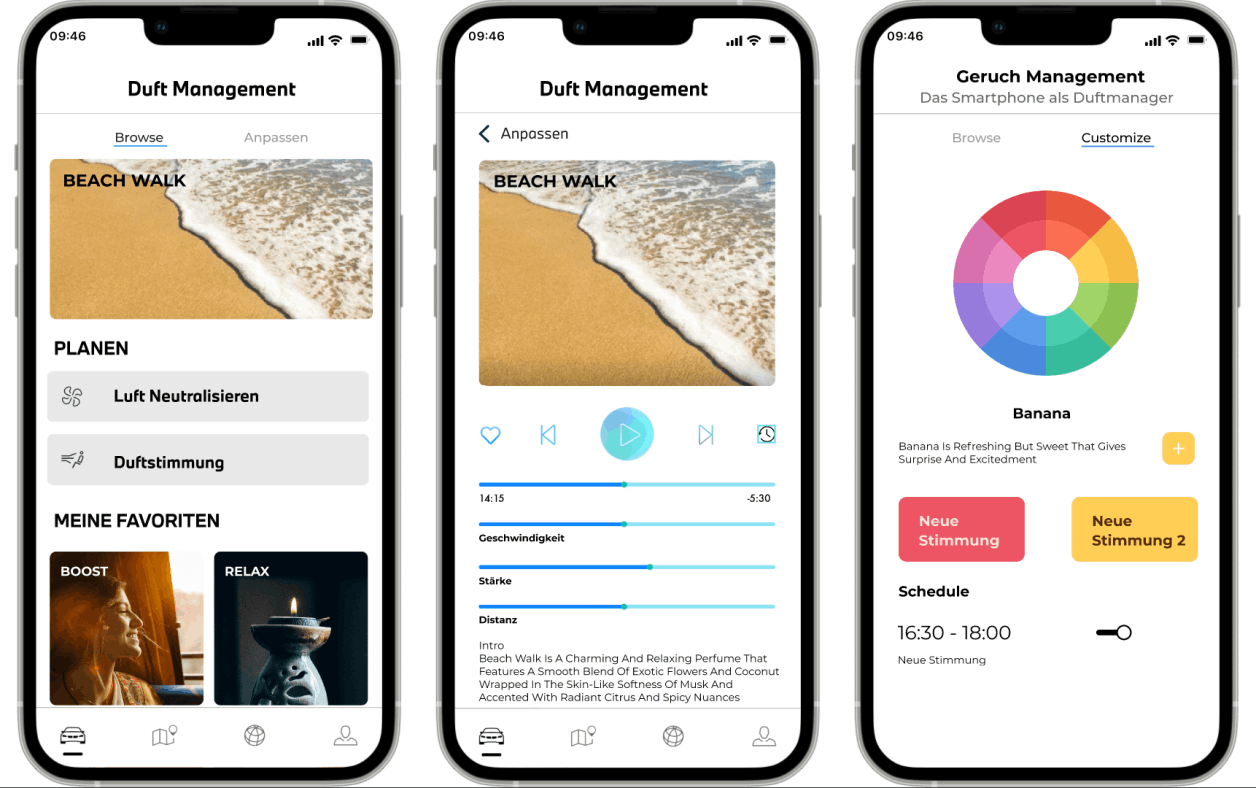 09:46
Duft Management
Browse
Anpassen
BEACH WALK
PLANEN
Luft Neutralisieren
Duftstimmung
MEINE FAVORITEN
BOOST
RELAX
09:46
Duft Management
Anpassen
BEACH WALK
14:15
-5:30
Geschwindigkeit
Stärke
Distanz
Intro
Beach Walk Is A Charming And Relaxing Perfume That
Features A Smooth Blend Of Exotic Flowers And Coconut
Wrapped In The Skin-Like Softness Of Musk And
Accented With Radiant Citrus And Spicy Nuances
09:46
Geruch Management
Das Smartphone als Duftmanager
Browse
Customize
Banana
Banana Is Refreshing But Sweet That Gives
Surprise And Excitedment
Neue
Stimmung
Neue
Stimmung 2
Schedule
16:30 - 18:00
Neue Stimmung